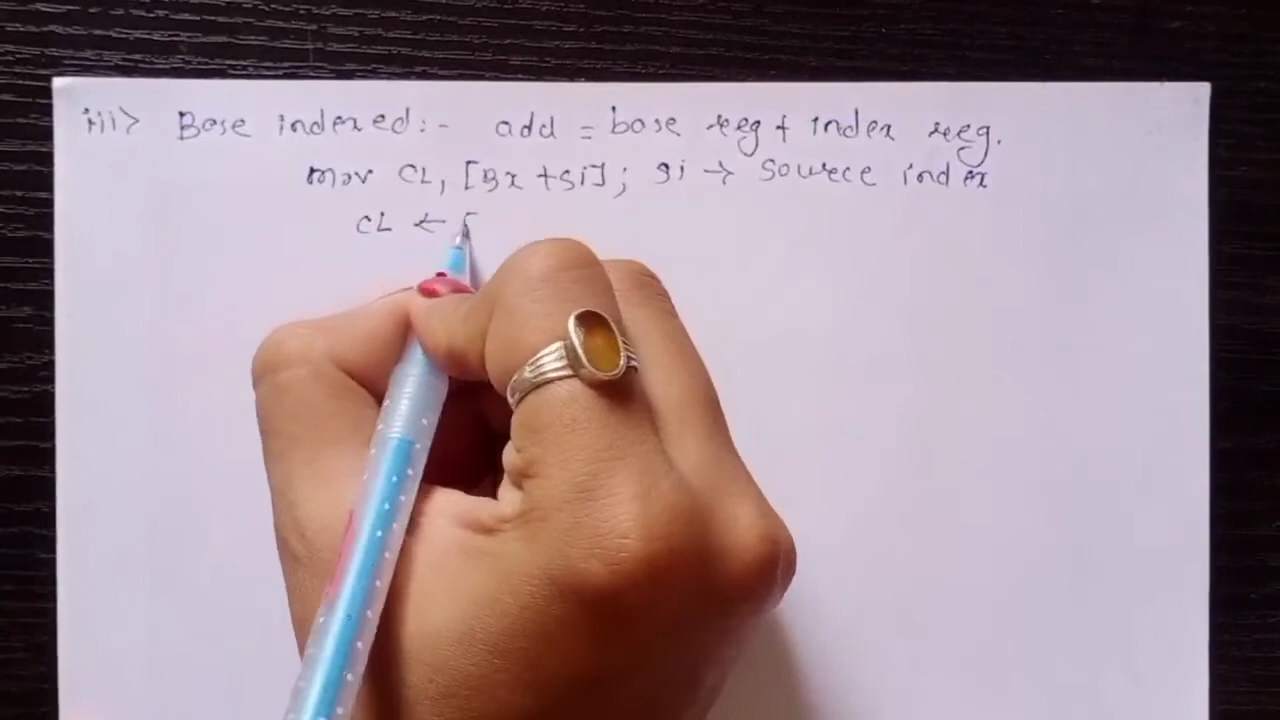 iii> Base indexed:- add = base reg + index reg.
mov CL, [Bx + Si]; Si → Source index
CL ← [